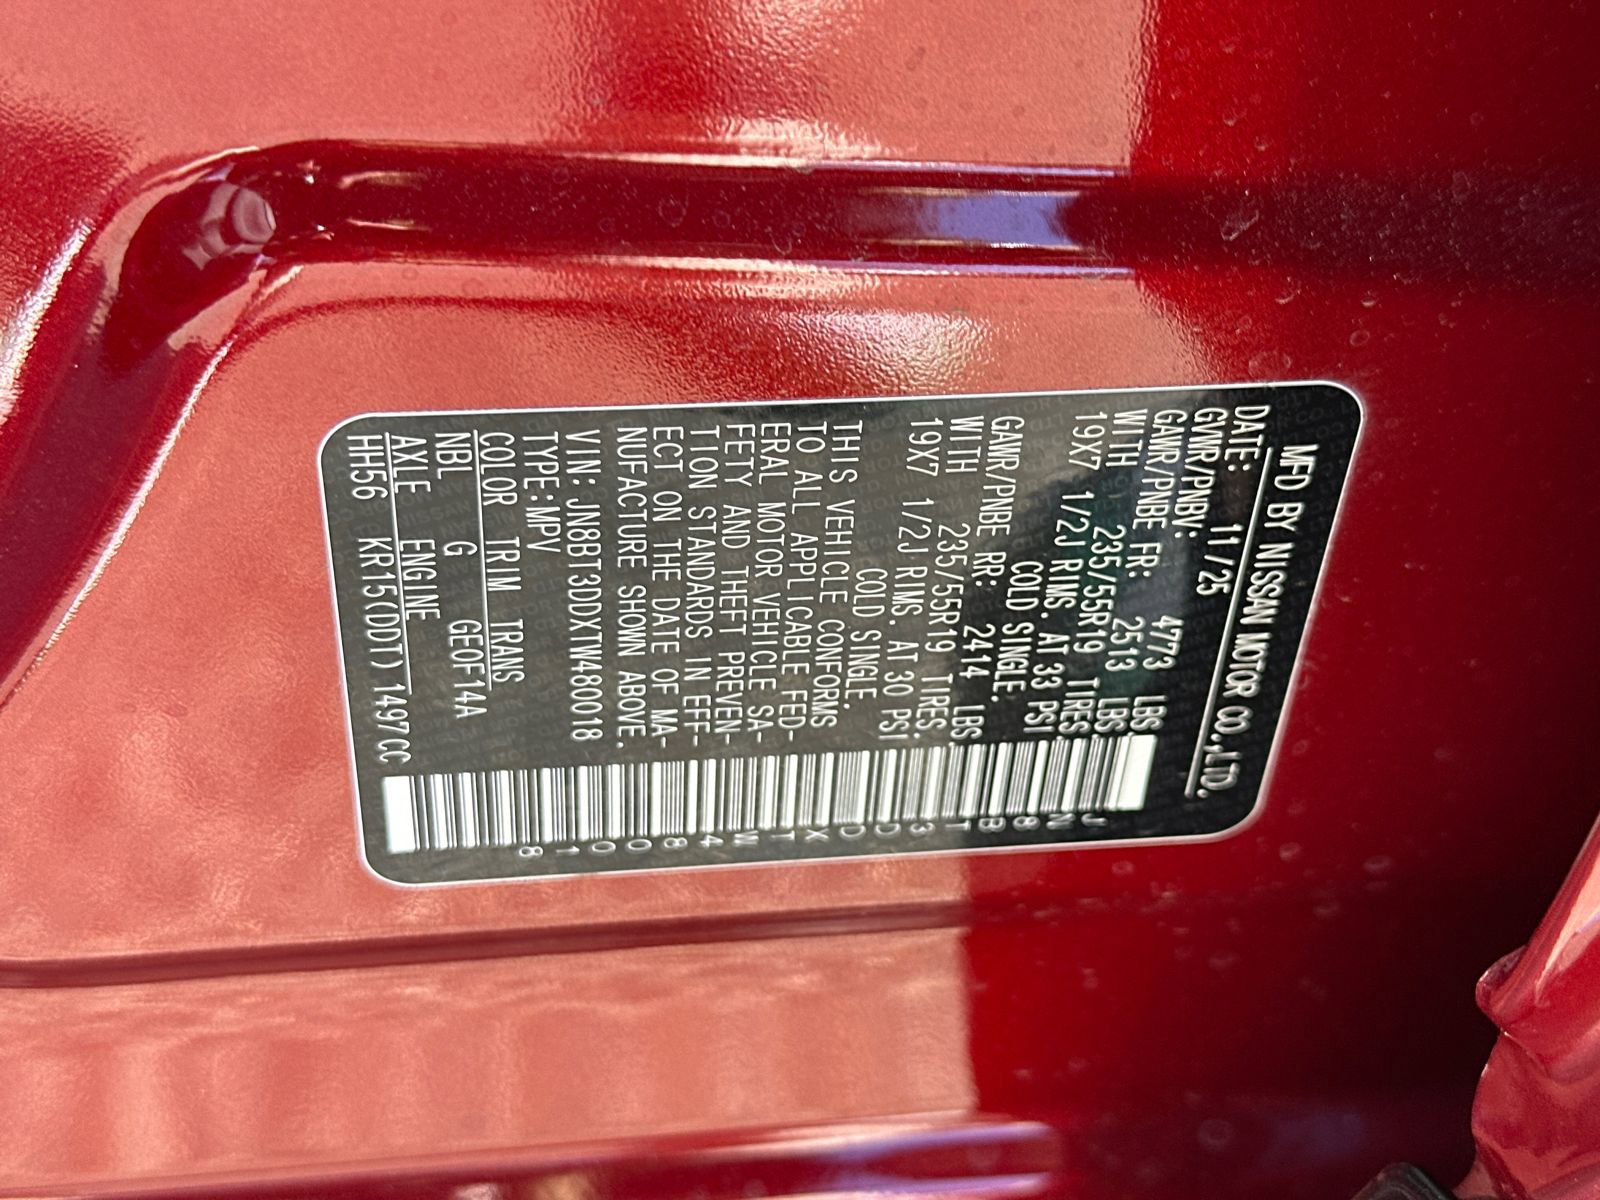 MFD BY NISSAN MOTOR CO.,LTD.
DATE: 11/25
GVWR/PNBV: 4773 LBS.
GAWR/PNBE FR: 2513 LBS.
WITH 235/55R19 TIRES.
19X7 1/2J RIMS. AT 33 PSI
COLD SINGLE.
GAWR/PNBE RR: 2414 LBS.
WITH 235/55R19 TIRES.
19X7 1/2J RIMS. AT 30 PSI
COLD SINGLE.
THIS VEHICLE CONFORMS
TO ALL APPLICABLE FED-
ERAL MOTOR VEHICLE SA-
FETY AND THEFT PREVEN-
TION STANDARDS IN EFF-
ECT ON THE DATE OF MA-
NUFACTURE SHOWN ABOVE.
VIN: JN8BT3DDXTW480018
TYPE:MPV
COLOR TRIM TRANS
NBL G GEOF14A
AXLE ENGINE
HH56 KR15(DDT) 1497CC
JN8BT3DDXTW480018